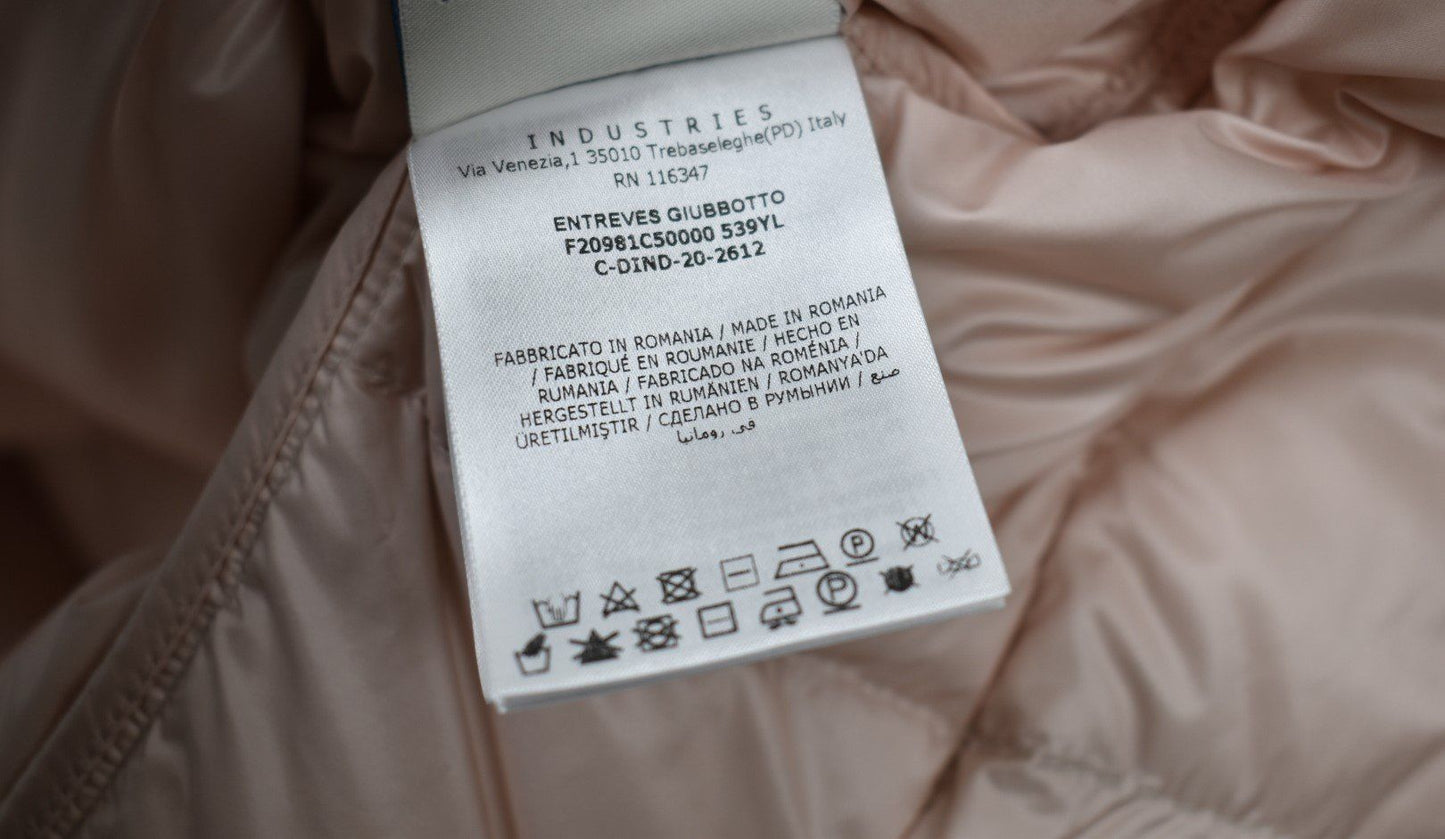 INDUSTRIES
Via Venezia,1 35010 Trebaseleghe(PD) Italy
RN 116347
ENTREVES GIUBBOTTO
F20981C50000 539YL
C-DIND-20-2612
FABBRICATO IN ROMANIA / MADE IN ROMANIA
/ FABRIQUÉ EN ROUMANIE / HECHO EN
RUMANIA / FABRICADO NA ROMÉNIA /
HERGESTELLT IN RUMÄNIEN / ROMANYA'DA
ÜRETILMIŞTIR / СДЕЛАНО В РУМЫНИИ / صنع
في رومانيا
P W
P